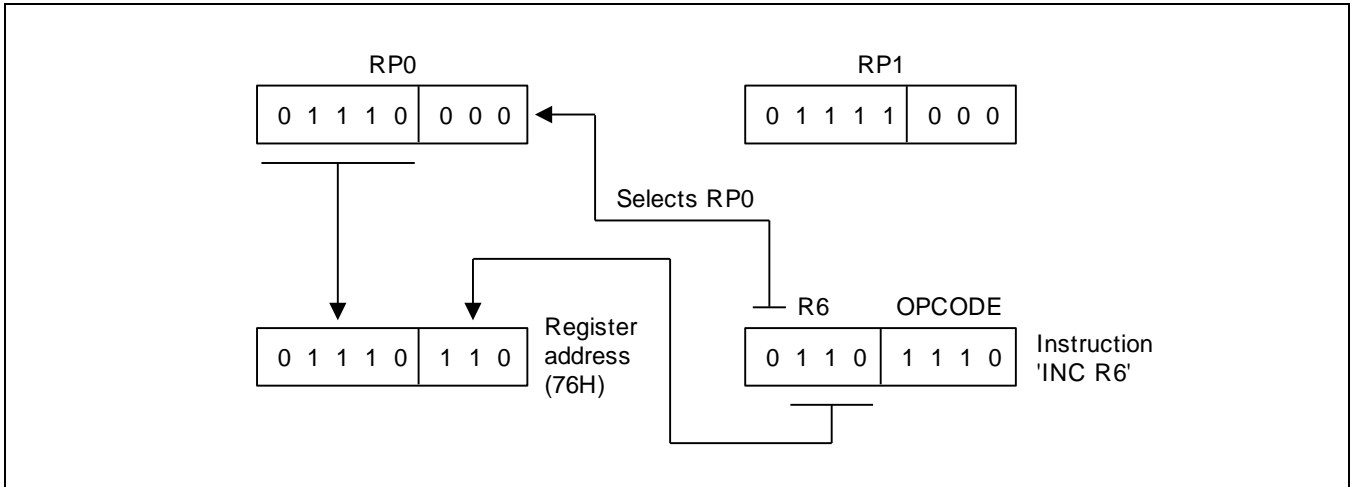 RP0
RP1
0 1 1 1 0 0 0 0
0 1 1 1 1 0 0 0
Selects RP0
R6 OPCODE
0 1 1 1 0 1 1 0
Register
address
(76H)
0 1 1 0 1 1 1 0
Instruction
'INC R6'